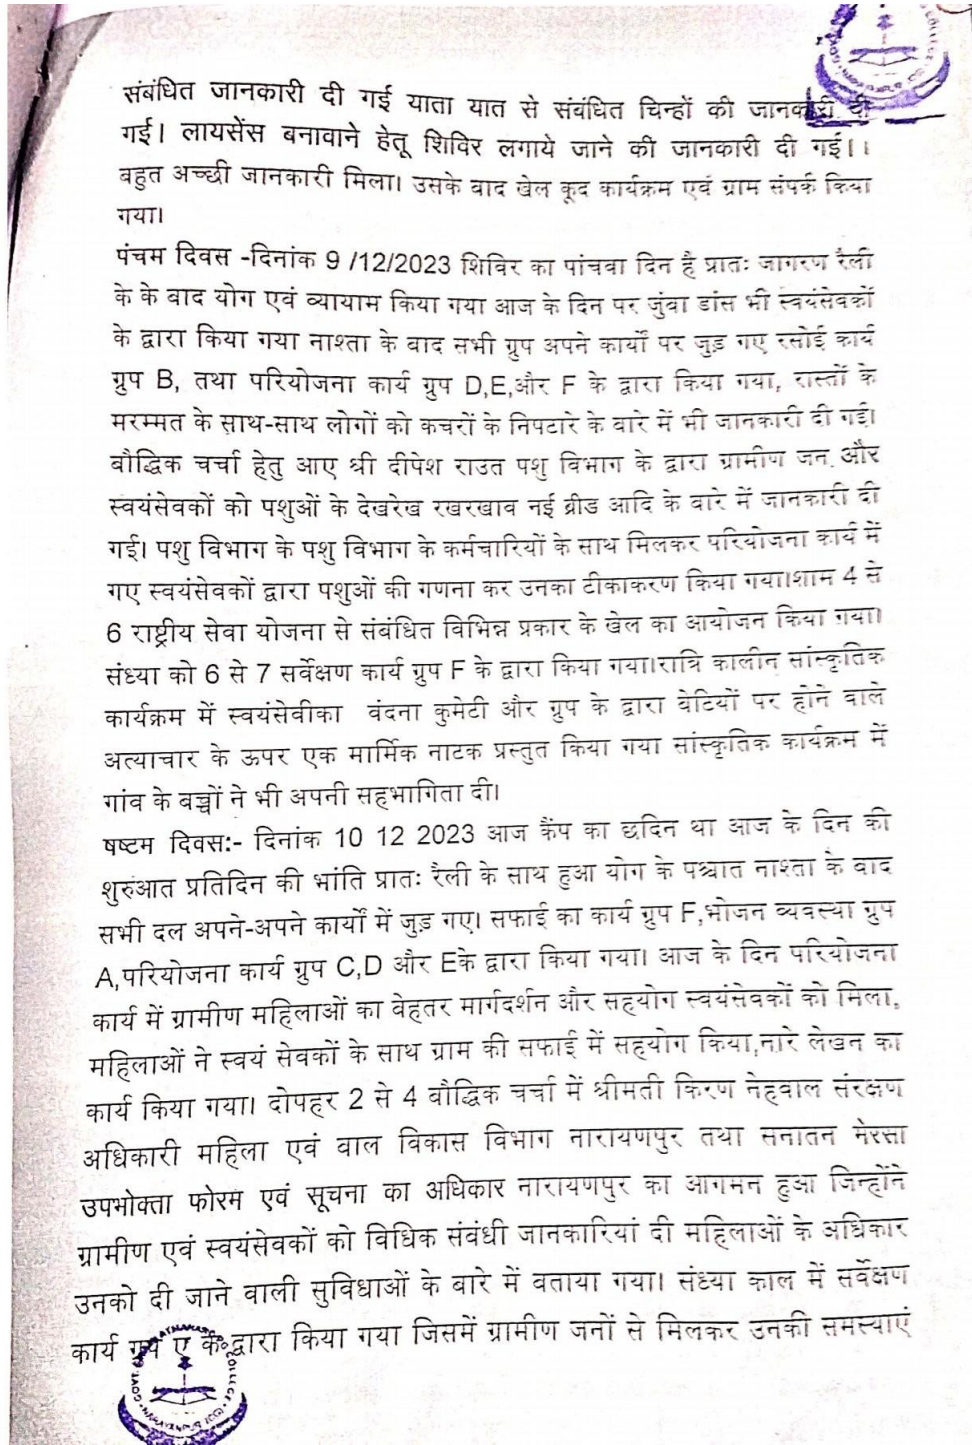 संबंधित जानकारी दी गई याता यात से संबंधित चिन्हों की जानकारी दी
गई। लायसेंस बनावाने हेतू शिविर लगाये जाने की जानकारी दी गई।।
बहुत अच्छी जानकारी मिला। उसके बाद खेल कूद कार्यक्रम एवं ग्राम संपर्क किया
गया।
पंचम दिवस -दिनांक 9 /12/2023 शिविर का पांचवा दिन है प्रातः जागरण रैली
के के बाद योग एवं व्यायाम किया गया आज के दिन पर जुंबा डांस भी स्वयंसेवकों
के द्वारा किया गया नाश्ता के बाद सभी ग्रुप अपने कार्यों पर जुड़ गए रसोई कार्य
ग्रुप B, तथा परियोजना कार्य ग्रुप D,E,और F के द्वारा किया गया, रास्तों के
मरम्मत के साथ-साथ लोगों को कचरों के निपटारे के बारे में भी जानकारी दी गई।
बौद्धिक चर्चा हेतु आए श्री दीपेश राउत पशु विभाग के द्वारा ग्रामीण जन और
स्वयंसेवकों को पशुओं के देखरेख रखरखाव नई ब्रीड आदि के बारे में जानकारी दी
गई। पशु विभाग के पशु विभाग के कर्मचारियों के साथ मिलकर परियोजना कार्य में
गए स्वयंसेवकों द्वारा पशुओं की गणना कर उनका टीकाकरण किया गया।शाम 4 से
6 राष्ट्रीय सेवा योजना से संबंधित विभिन्न प्रकार के खेल का आयोजन किया गया।
संध्या को 6 से 7 सर्वेक्षण कार्य ग्रुप F के द्वारा किया गया।रात्रि कालीन सांस्कृतिक
कार्यक्रम में स्वयंसेवीका वंदना कुमेटी और ग्रुप के द्वारा बेटियों पर होने वाले
अत्याचार के ऊपर एक मार्मिक नाटक प्रस्तुत किया गया सांस्कृतिक कार्यक्रम में
गांव के बच्चों ने भी अपनी सहभागिता दी।
षष्टम दिवस:- दिनांक 10 12 2023 आज कैंप का छदिन था आज के दिन की
शुरुआत प्रतिदिन की भांति प्रातः रैली के साथ हुआ योग के पश्चात नाश्ता के बाद
सभी दल अपने-अपने कार्यों में जुड़ गए। सफाई का कार्य ग्रुप F,भोजन व्यवस्था ग्रुप
A,परियोजना कार्य ग्रुप C,D और Eके द्वारा किया गया। आज के दिन परियोजना
कार्य में ग्रामीण महिलाओं का बेहतर मार्गदर्शन और सहयोग स्वयंसेवकों को मिला,
महिलाओं ने स्वयं सेवकों के साथ ग्राम की सफाई में सहयोग किया,नारे लेखन का
कार्य किया गया। दोपहर 2 से 4 बौद्धिक चर्चा में श्रीमती किरण नेहवाल संरक्षण
अधिकारी महिला एवं बाल विकास विभाग नारायणपुर तथा सनातन मेरसा
उपभोक्ता फोरम एवं सूचना का अधिकार नारायणपुर का आगमन हुआ जिन्होंने
ग्रामीण एवं स्वयंसेवकों को विधिक संबंधी जानकारियां दी महिलाओं के अधिकार
उनको दी जाने वाली सुविधाओं के बारे में बताया गया। संध्या काल में सर्वेक्षण
कार्य ग्रुप ए के द्वारा किया गया जिसमें ग्रामीण जनों से मिलकर उनकी समस्याएं